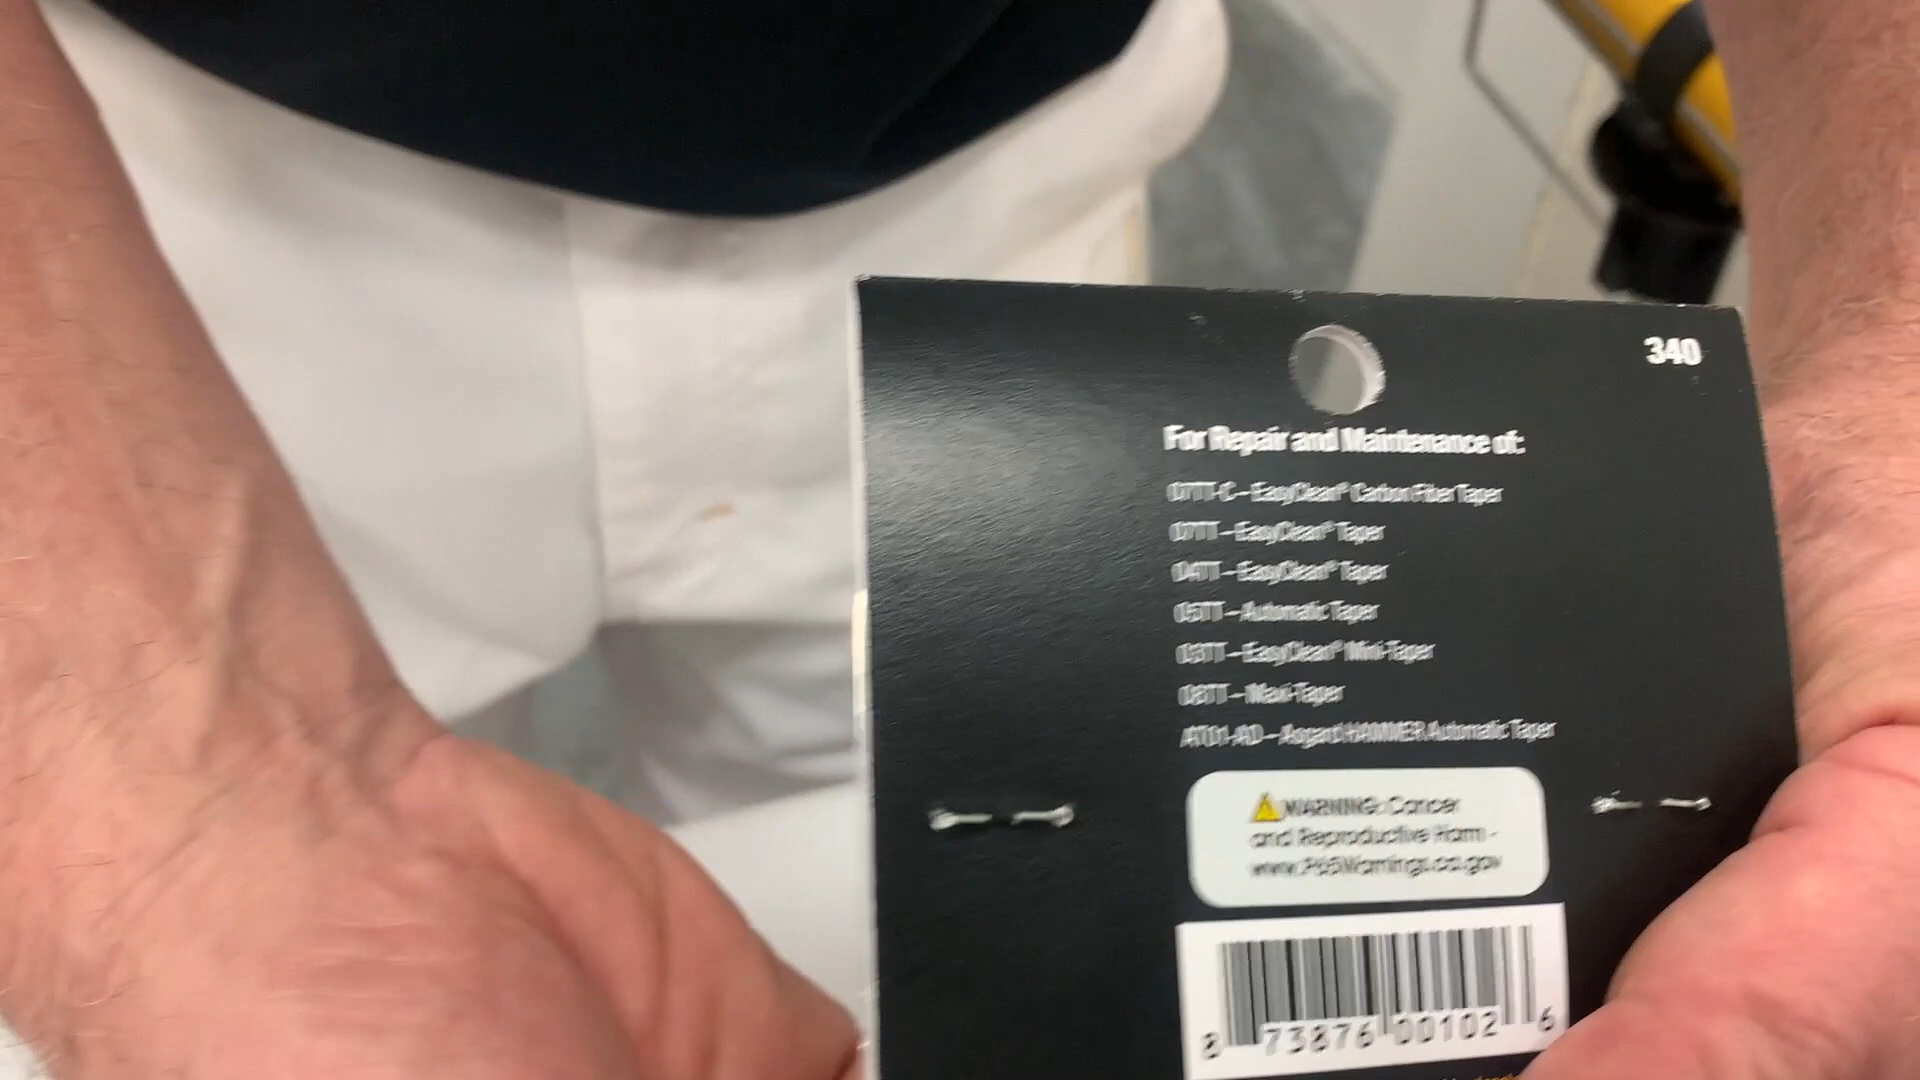 340
For Repair and Maintenance of:
07TT-C – EasyClean® Carbon Fiber Taper
07TT – EasyClean® Taper
04TT – EasyClean® Taper
05TT – Automatic Taper
03TT – EasyClean® Mini-Taper
08TT – Maxi-Taper
AT01-AD – Asgard HAMMER Automatic Taper
WARNING: Cancer
and Reproductive Harm -
www.P65Warnings.ca.gov
8 73876 00102 6